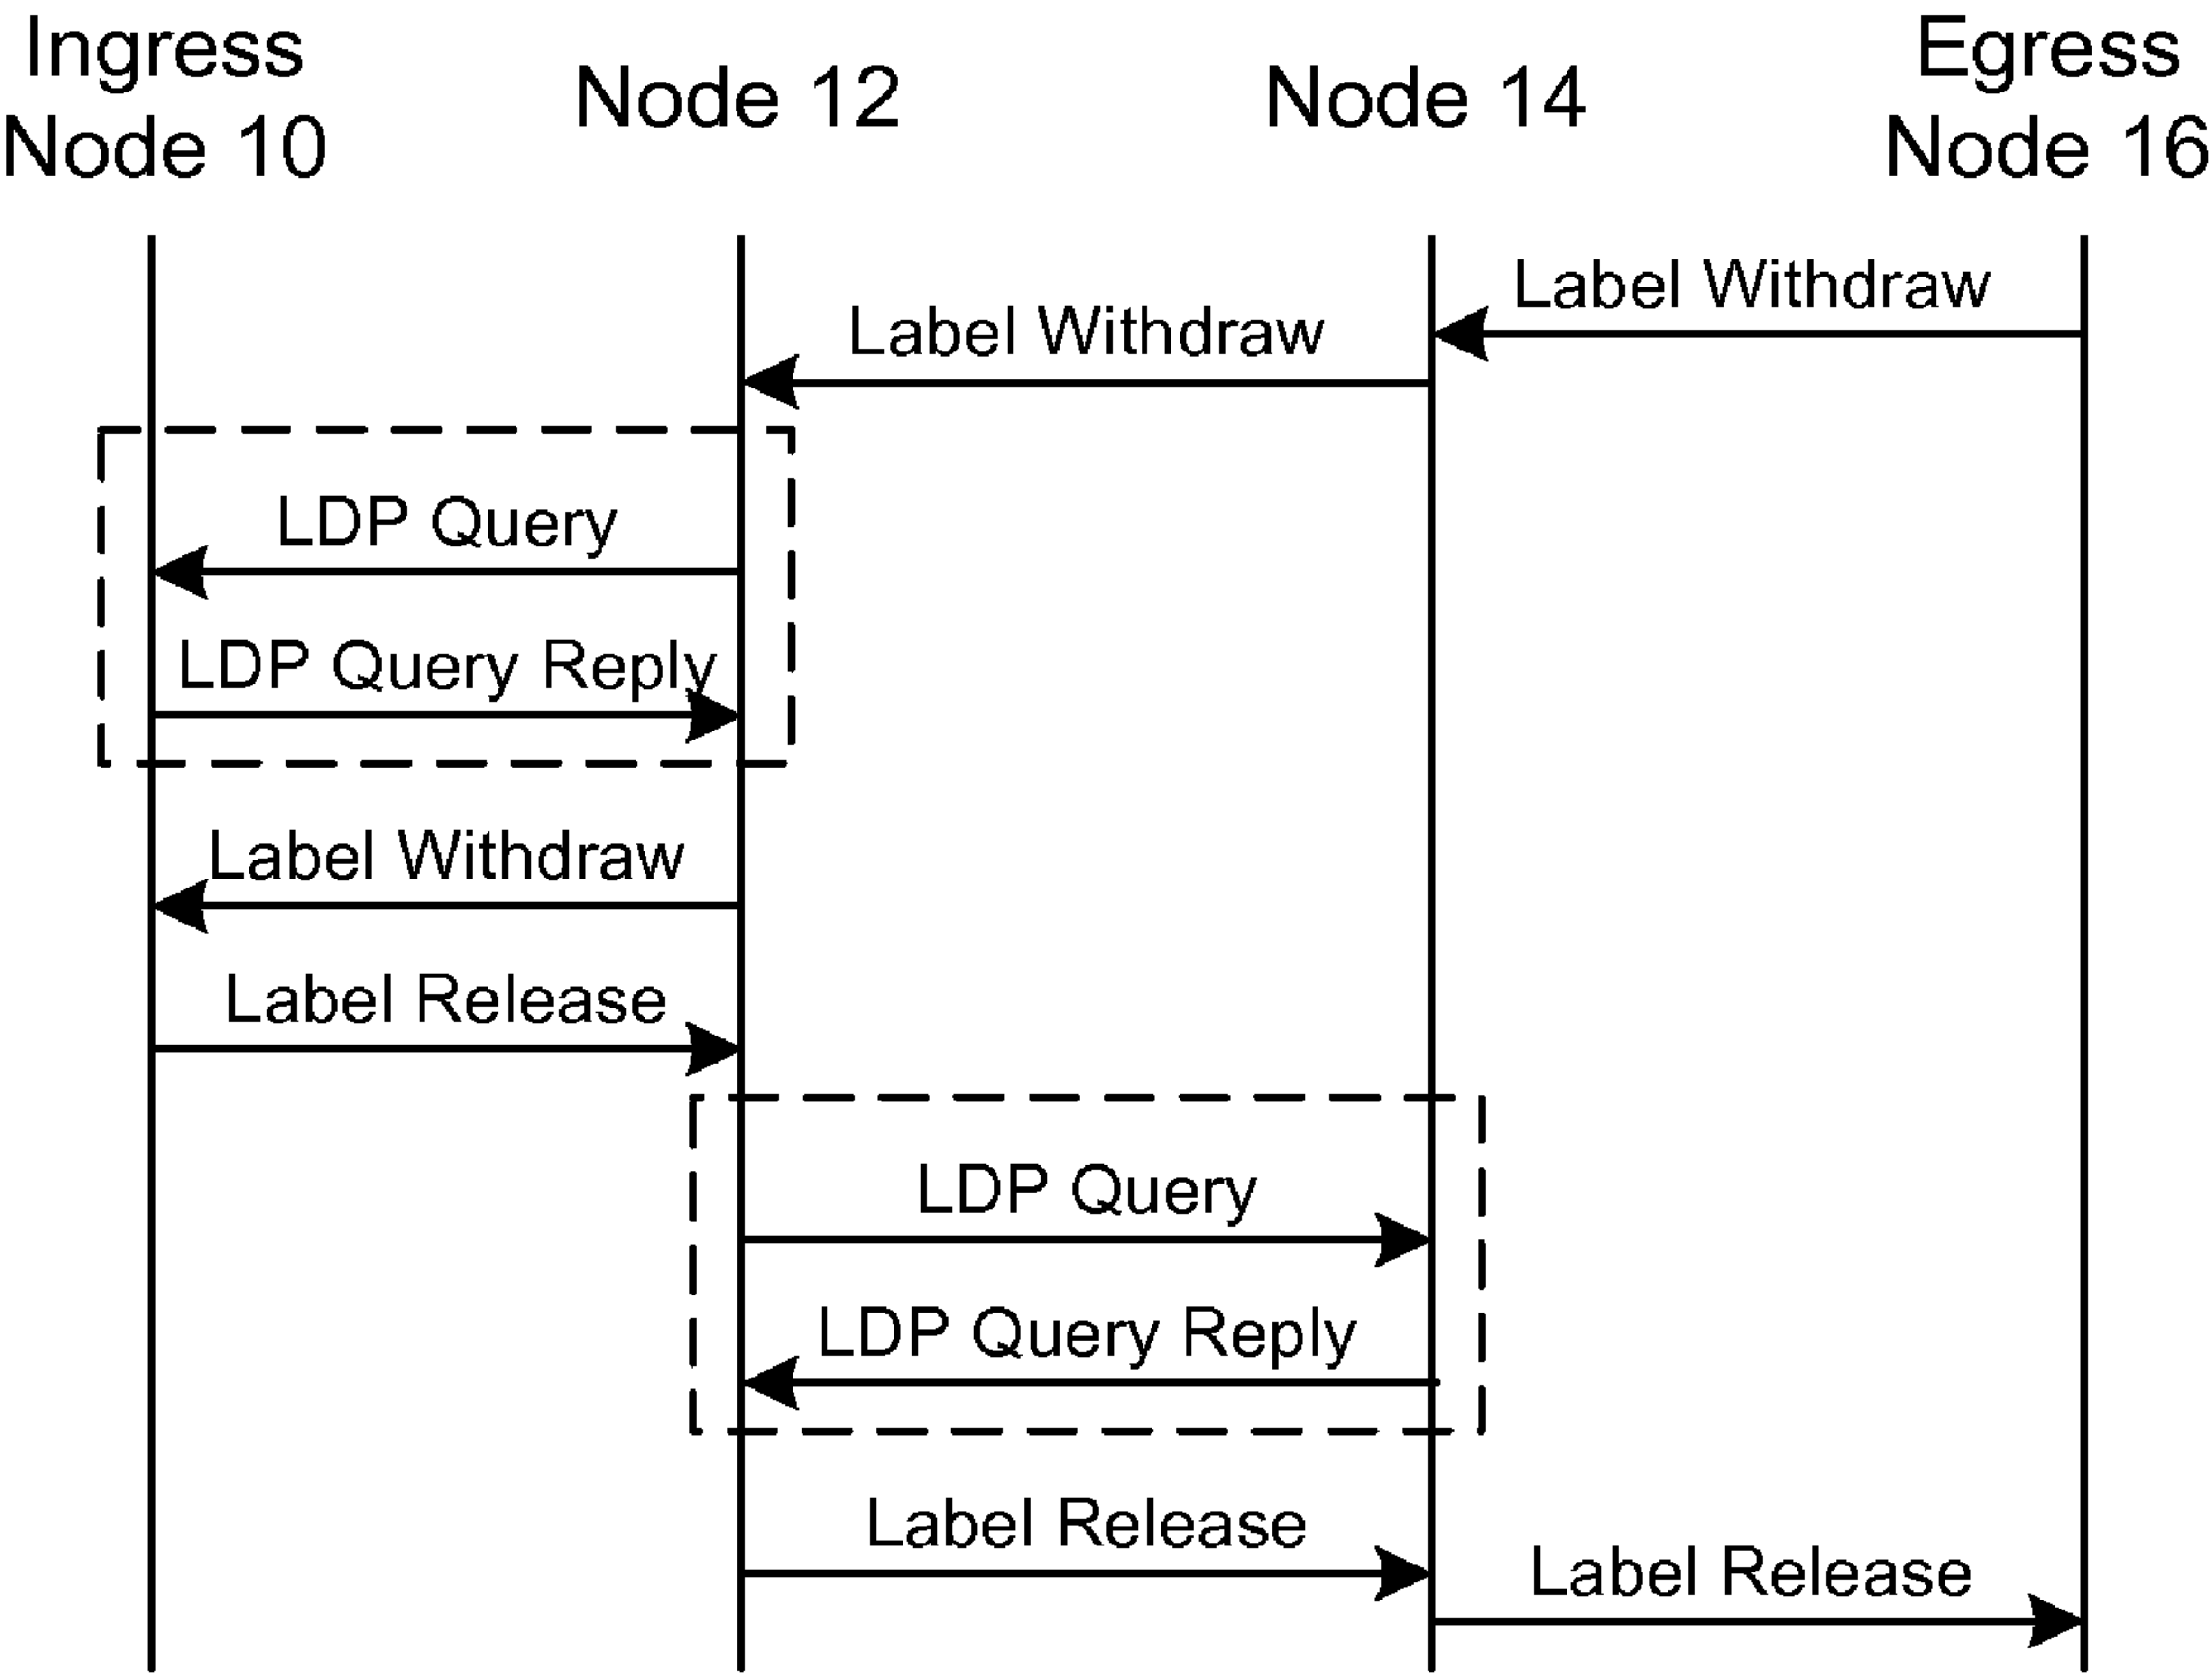 Ingress
Node 10
Node 12
Node 14
Egress
Node 16
Label Withdraw
Label Withdraw
LDP Query
LDP Query Reply
Label Withdraw
Label Release
LDP Query
LDP Query Reply
Label Release
Label Release